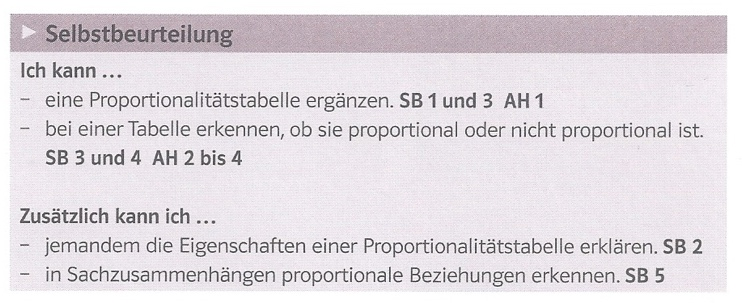 ▶ Selbstbeurteilung
Ich kann ...
– eine Proportionalitätstabelle ergänzen. SB 1 und 3 AH 1
– bei einer Tabelle erkennen, ob sie proportional oder nicht proportional ist.
SB 3 und 4 AH 2 bis 4
Zusätzlich kann ich ...
– jemandem die Eigenschaften einer Proportionalitätstabelle erklären. SB 2
– in Sachzusammenhängen proportionale Beziehungen erkennen. SB 5